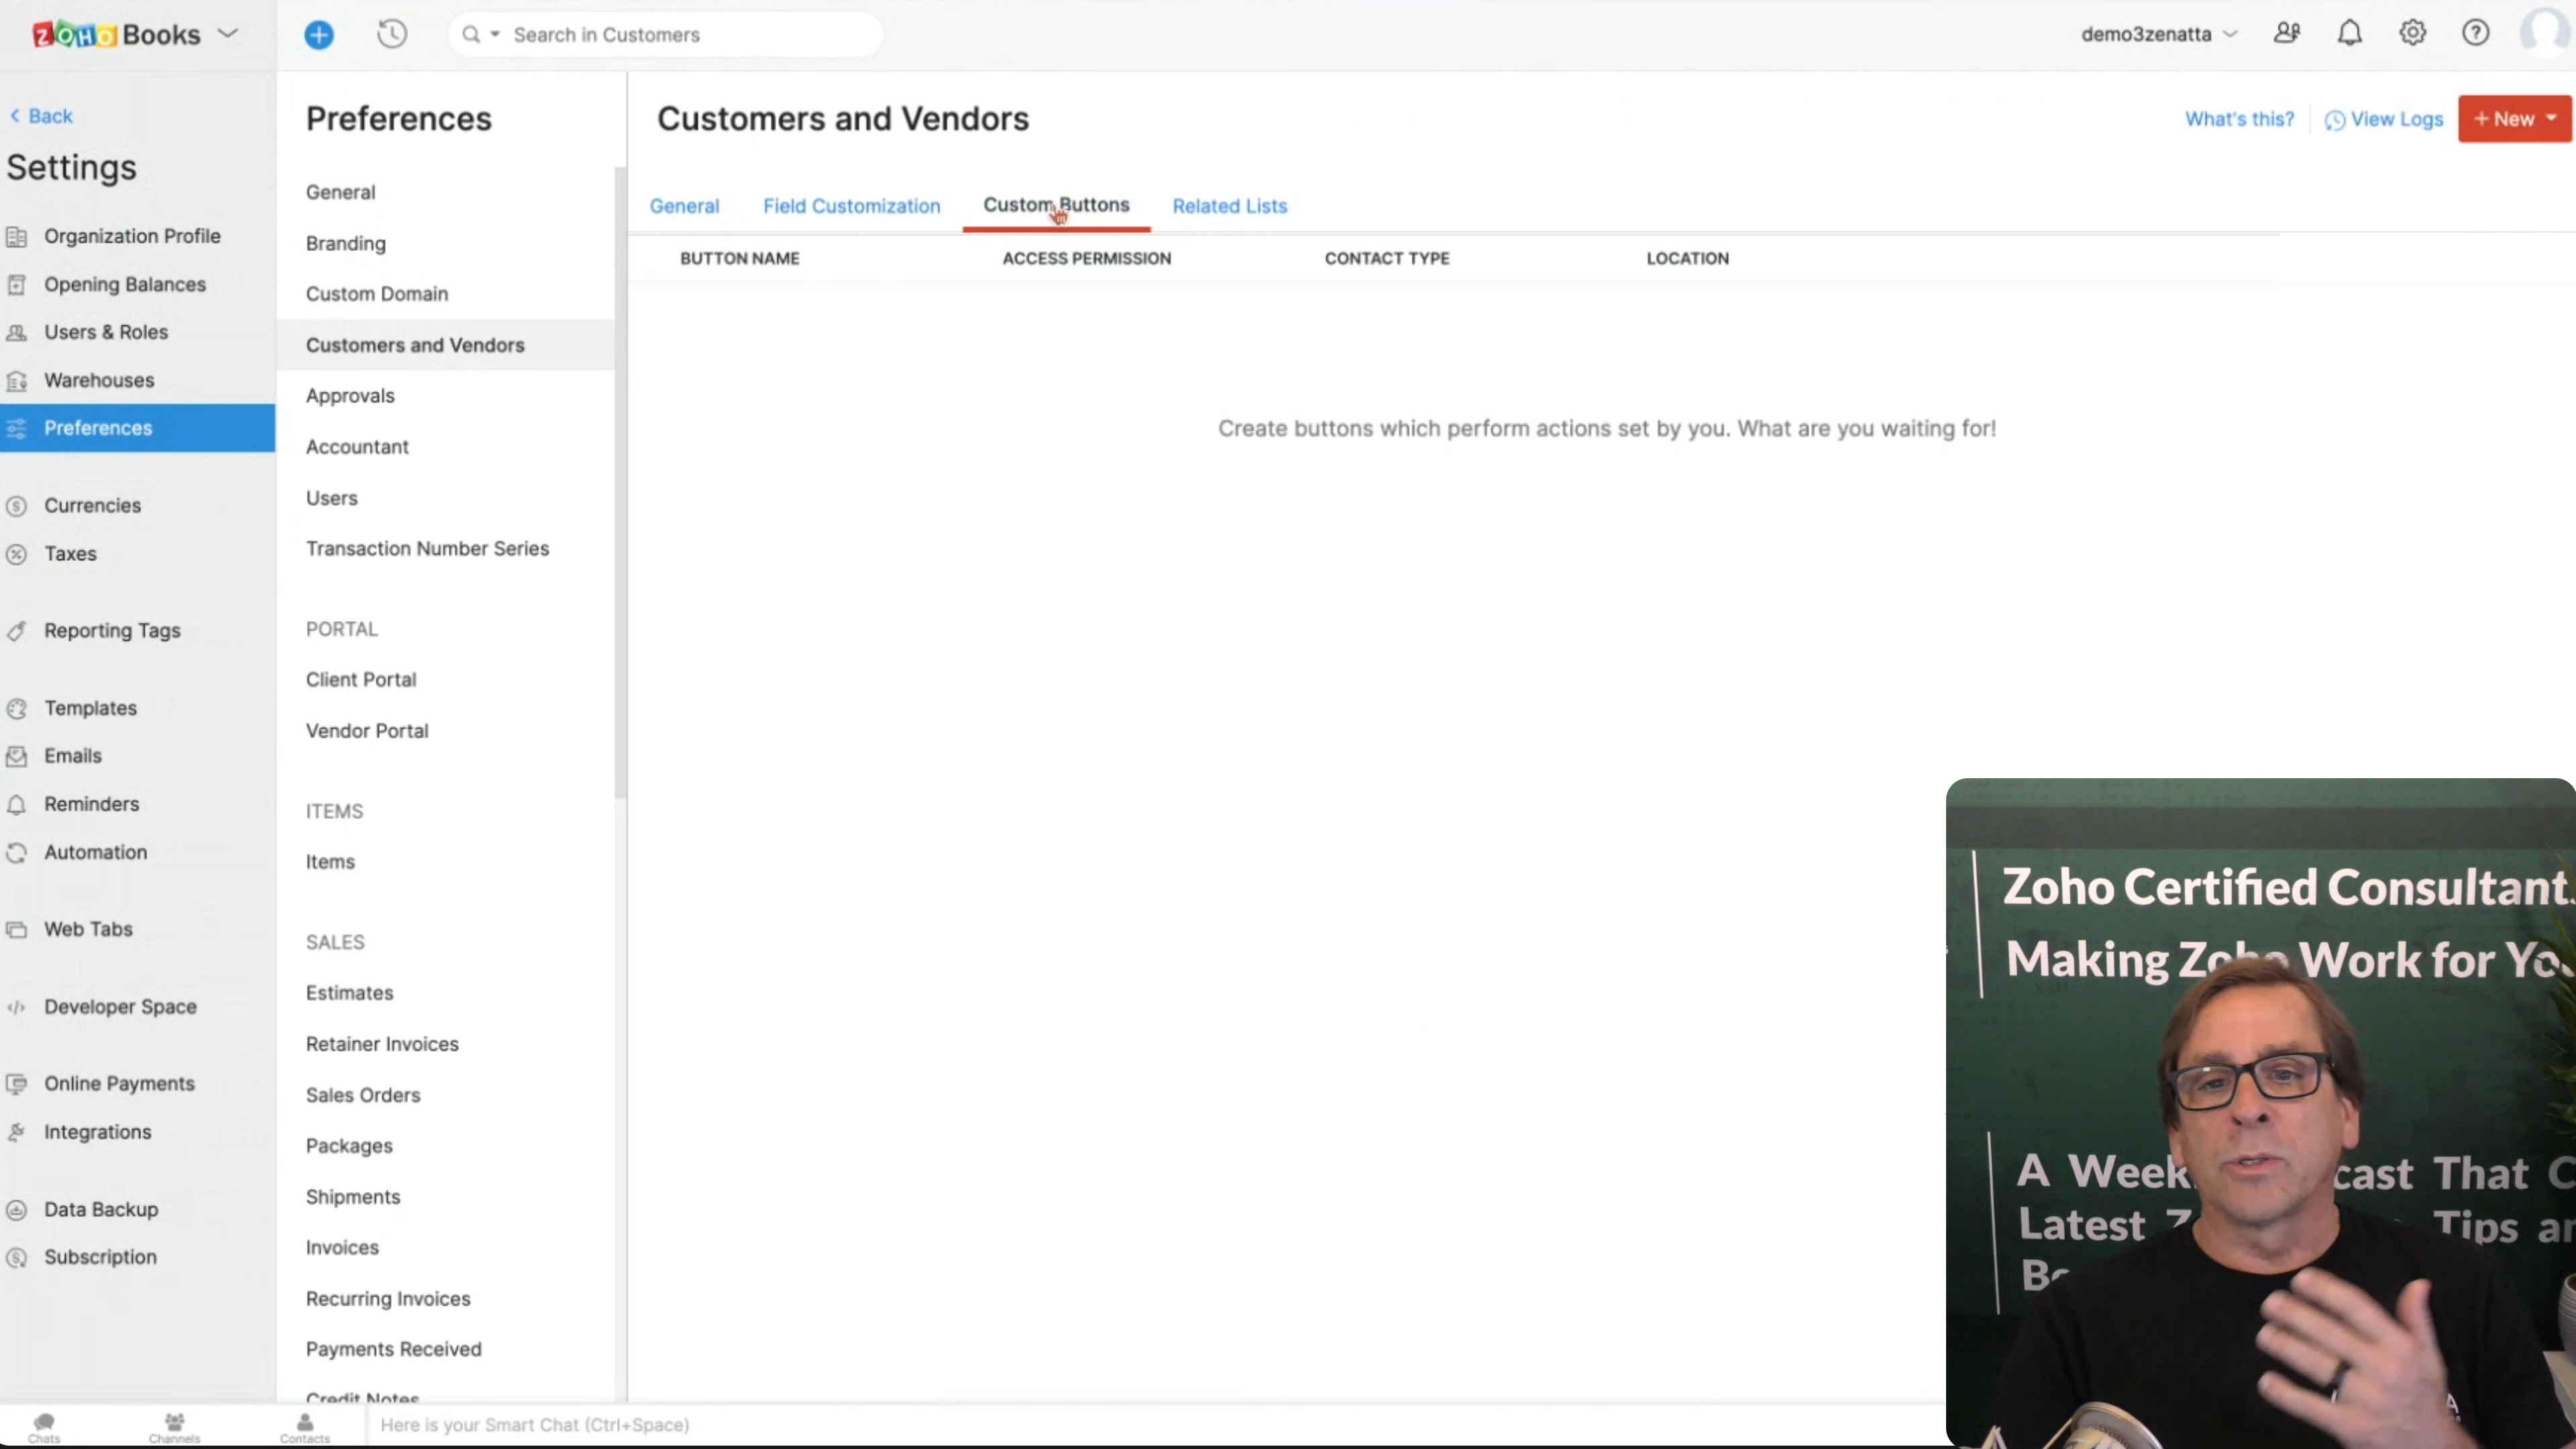 ZOHO Books
Search in Customers
demo3zenatta
Back
Settings
Organization Profile
Opening Balances
Users & Roles
Warehouses
Preferences
Currencies
Taxes
Reporting Tags
Templates
Emails
Reminders
Automation
Web Tabs
Developer Space
Online Payments
Integrations
Data Backup
Subscription
Preferences
General
Branding
Custom Domain
Customers and Vendors
Approvals
Accountant
Users
Transaction Number Series
PORTAL
Client Portal
Vendor Portal
ITEMS
Items
SALES
Estimates
Retainer Invoices
Sales Orders
Packages
Shipments
Invoices
Recurring Invoices
Payments Received
Credit Notes
Customers and Vendors
What's this?
View Logs
+ New
General Field Customization Custom Buttons Related Lists
BUTTON NAME ACCESS PERMISSION CONTACT TYPE LOCATION
Create buttons which perform actions set by you. What are you waiting for!
Zoho Certified Consultant
Making Zoho Work for
A
Latest Tips
Chats
Channels
Contacts
Here is your Smart Chat (Ctrl+Space)